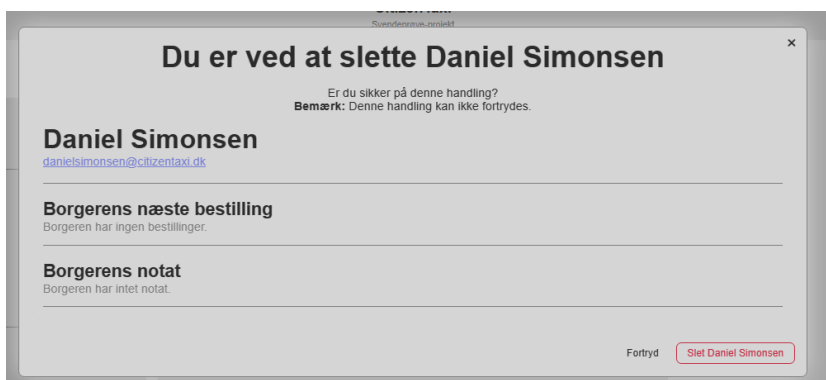 Svendeprøve-projekt
×
Du er ved at slette Daniel Simonsen
Er du sikker på denne handling?
Bemærk: Denne handling kan ikke fortrydes.
Daniel Simonsen
danielsimonsen@citizentaxi.dk
Borgerens næste bestilling
Borgeren har ingen bestillinger.
Borgerens notat
Borgeren har intet notat.
Fortryd
Slet Daniel Simonsen